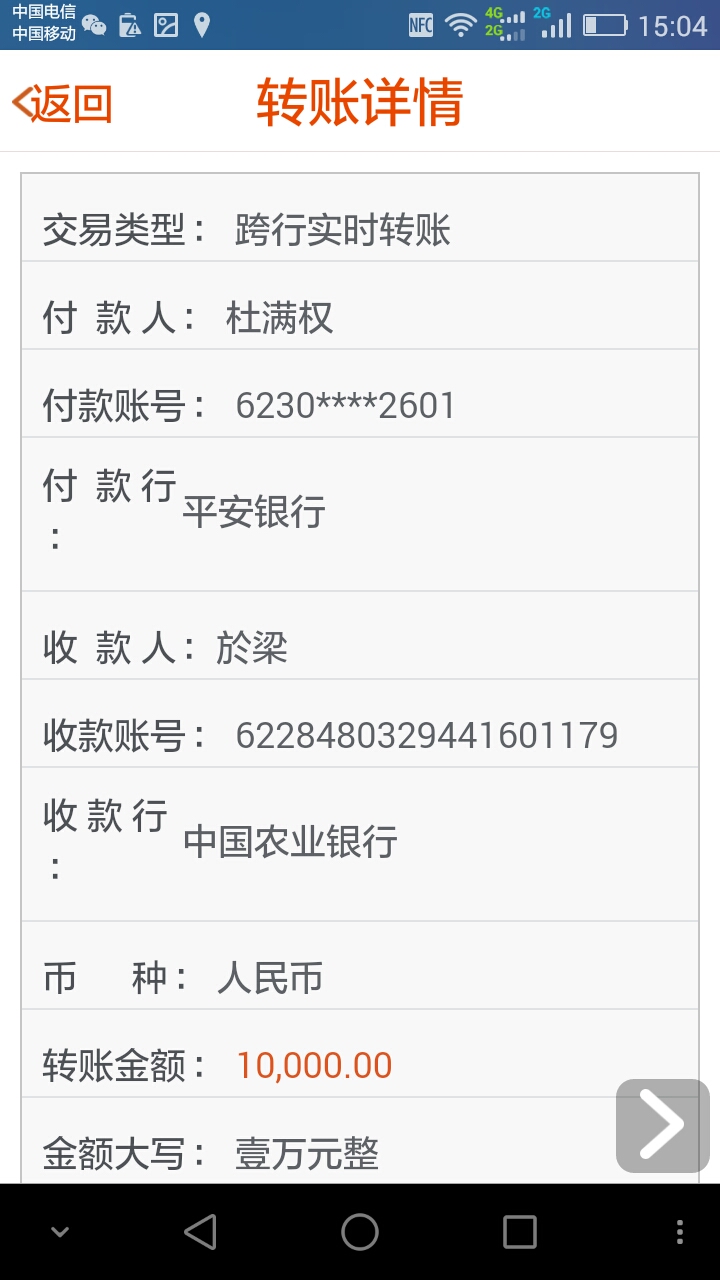 中国电信
中国移动
NFC
4G
2G
2G
15:04
返回
转账详情
交易类型： 跨行实时转账
付 款 人： 杜满权
付款账号： 6230****2601
付 款 行
：
平安银行
收 款 人： 於梁
收款账号： 6228480329441601179
收 款 行
：
中国农业银行
币 种： 人民币
转账金额： 10,000.00
金额大写： 壹万元整